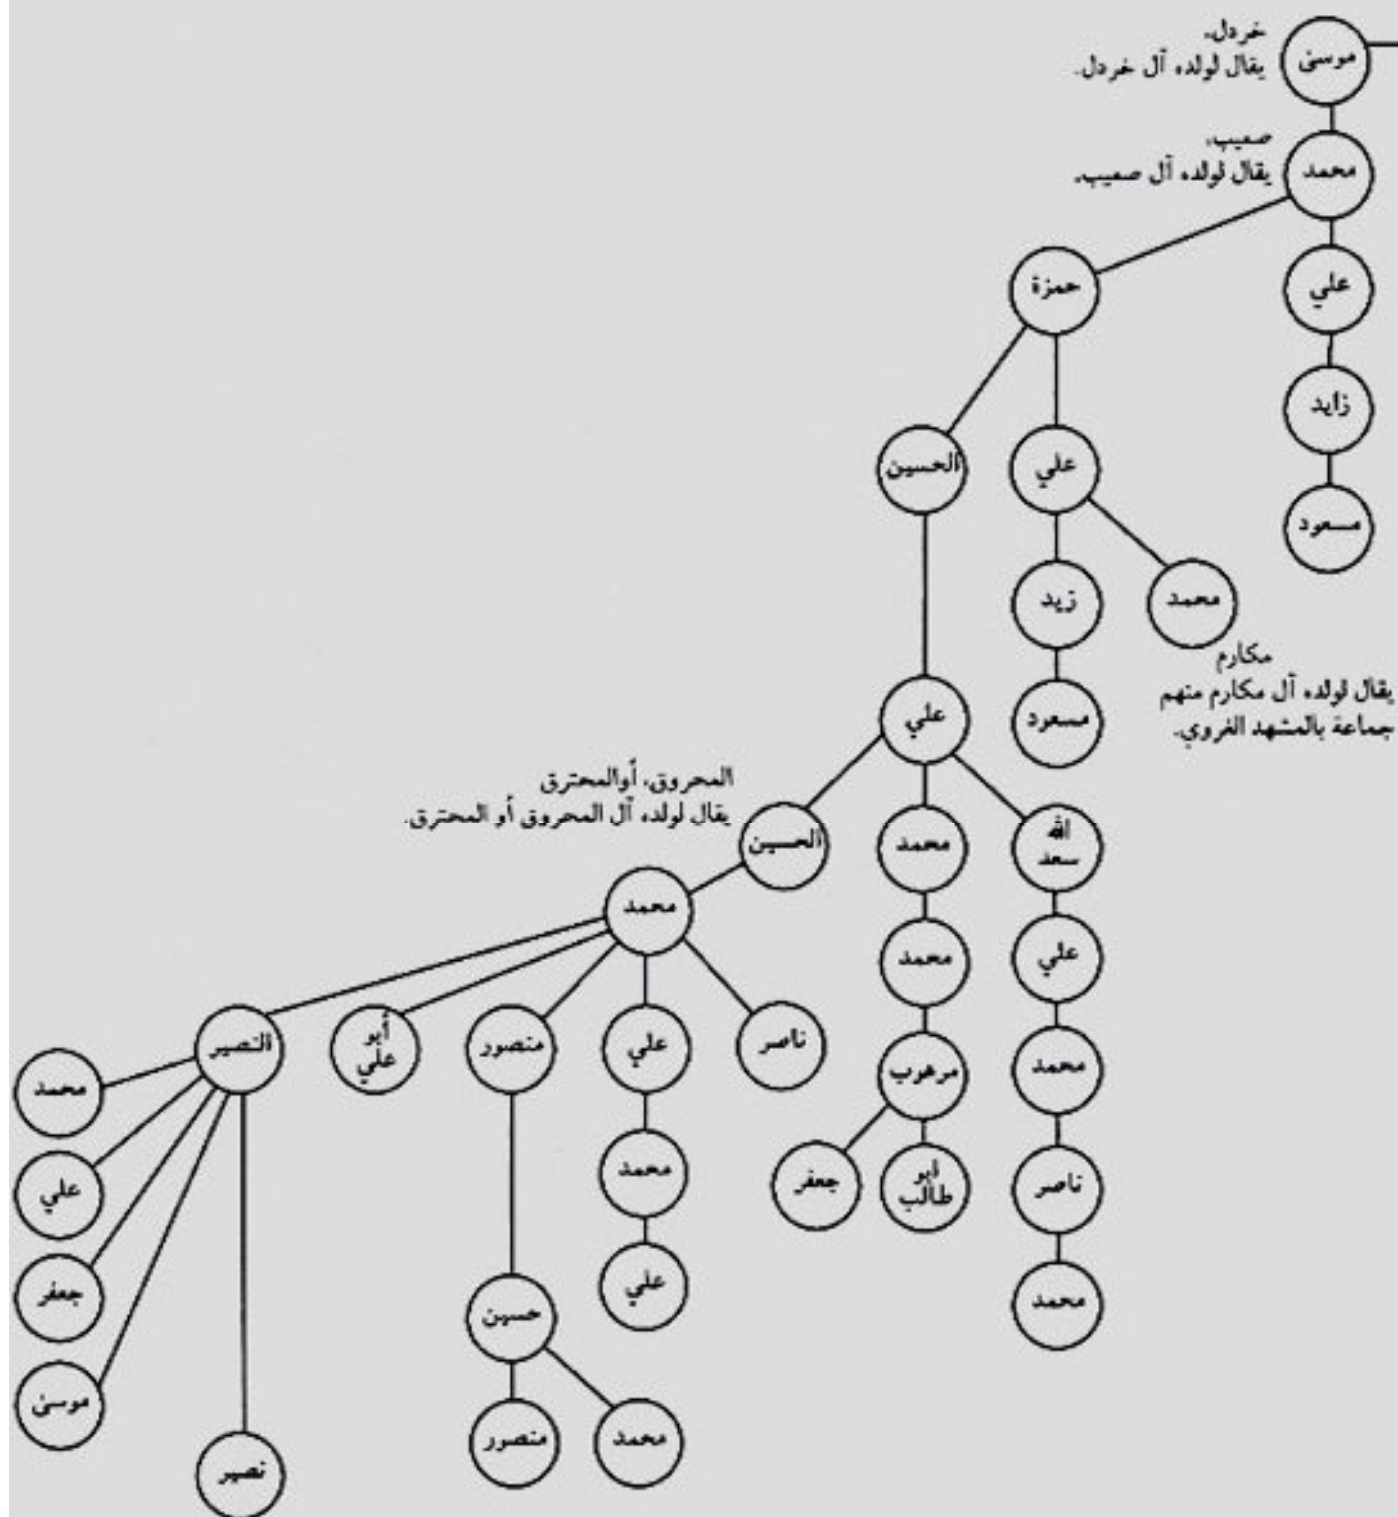 خردل،
يقال لولده آل خردل.
موسىٰ
صعيب،
يقال لولده آل صعيب.
محمد
حمزة
علي
زايد
الحسين
علي
مسعود
زيد
محمد
مكارم
يقال لولده آل مكارم منهم
جماعة بالمشهد الغروي.
علي
مسعود
المحروق، أوالمحترق
يقال لولده آل المحروق أو المحترق.
الحسين
محمد
الله
سعد
محمد
محمد
علي
النصير
أبو
علي
منصور
علي
ناصر
مرهوب
محمد
محمد
علي
محمد
جعفر
أبو
طالب
ناصر
جعفر
حسين
علي
محمد
موسىٰ
نصير
منصور
محمد